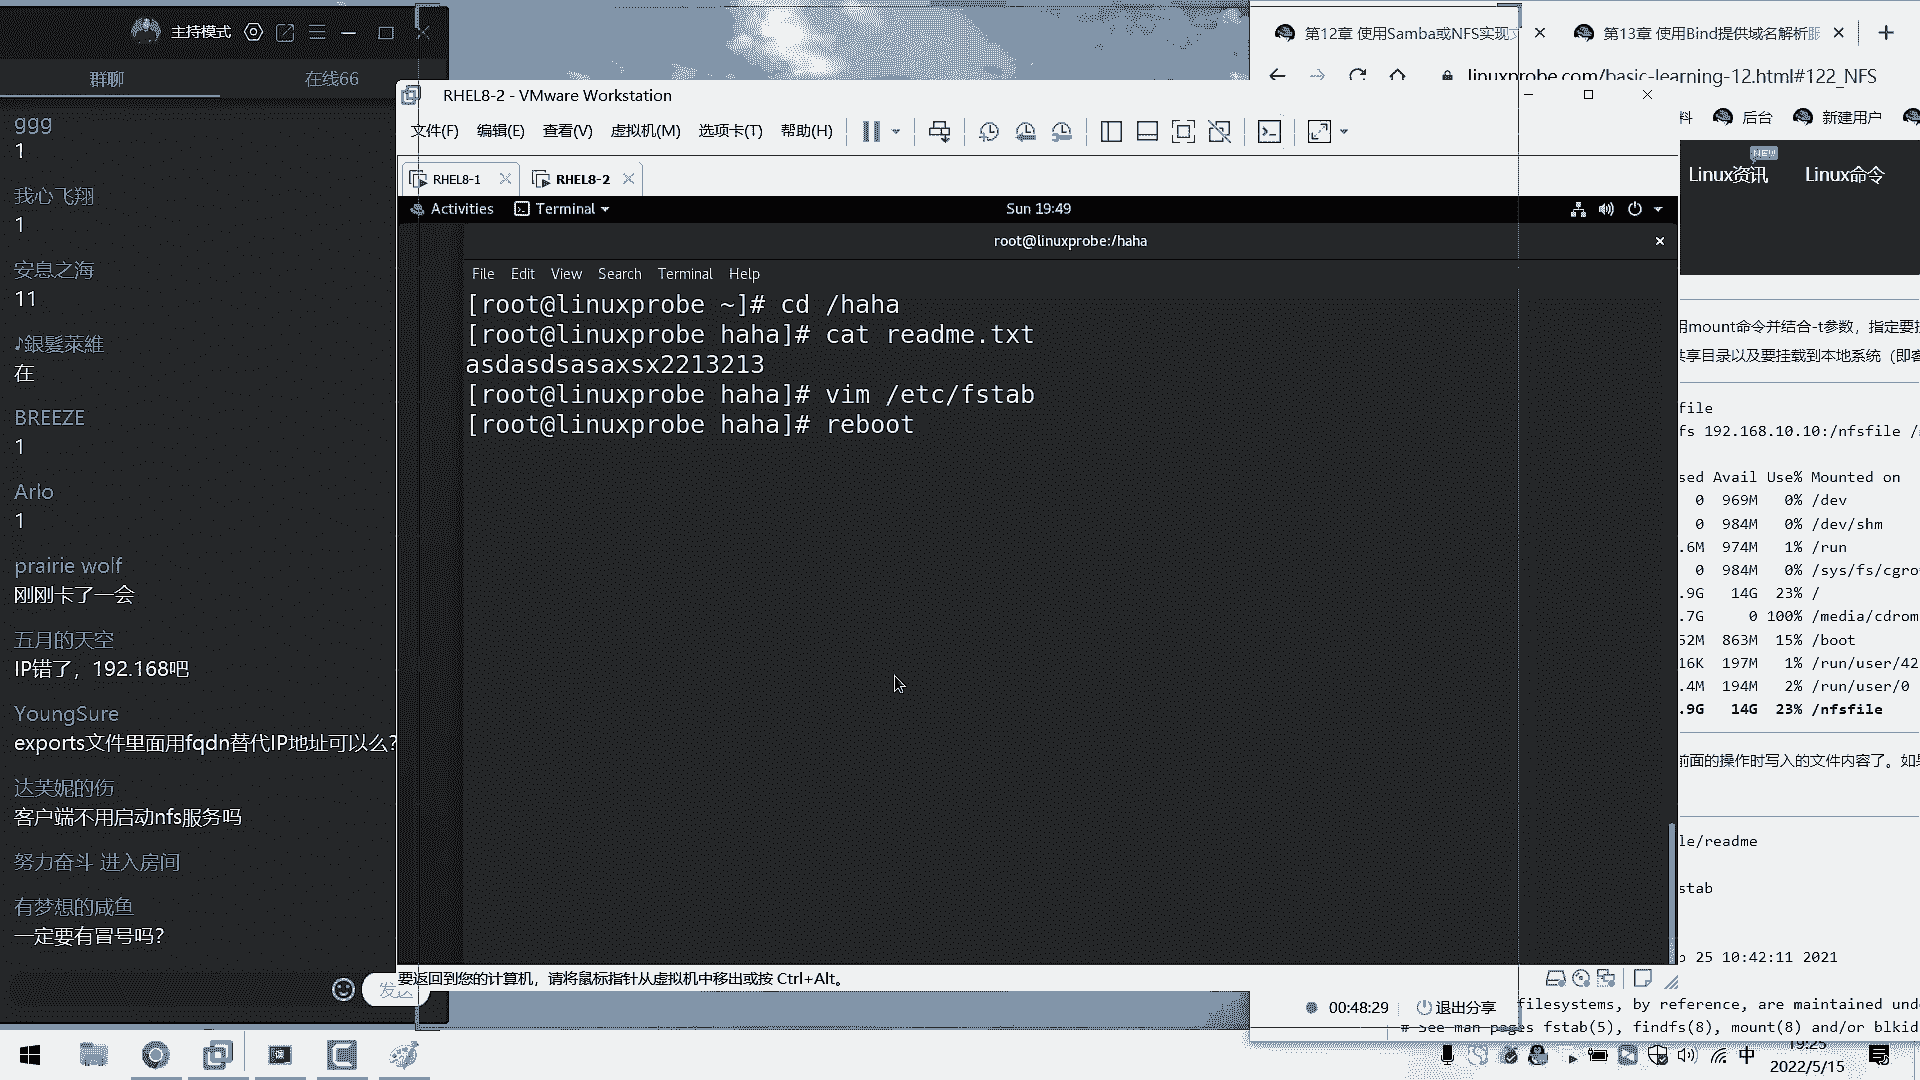 主持模式
群聊
在线66
ggg
1
我心飞翔
1
安息之海
11
♪銀髮萊維
在
BREEZE
1
Arlo
1
prairie wolf
刚刚卡了一会
五月的天空
IP错了，192.168吧
YoungSure
exports文件里面用fqdn替代IP地址可以么?
达芙妮的伤
客户端不用启动nfs服务吗
努力奋斗 进入房间
有梦想的咸鱼
一定要有冒号吗?
发送
RHEL8-2 - VMware Workstation
文件(F) 编辑(E) 查看(V) 虚拟机(M) 选项卡(T) 帮助(H)
RHEL8-1
RHEL8-2
Activities
Terminal
Sun 19:49
root@linuxprobe:/haha
File Edit View Search Terminal Help
[root@linuxprobe ~]# cd /haha
[root@linuxprobe haha]# cat readme.txt
asdasdsasaxsx2213213
[root@linuxprobe haha]# vim /etc/fstab
[root@linuxprobe haha]# reboot
要返回到您的计算机，请将鼠标指针从虚拟机中移出或按 Ctrl+Alt。
第12章 使用Samba或NFS实现
第13章 使用Bind提供域名解析
linuxprobe.com/basic-learning-12.html#122_NFS
料 后台 新建用户
NEW
Linux资讯 Linux命令
用mount命令并结合-t参数，指定要
共享目录以及要挂载到本地系统（即
file
fs 192.168.10.10:/nfsfile /
sed Avail Use% Mounted on
0 969M 0% /dev
0 984M 0% /dev/shm
.6M 974M 1% /run
0 984M 0% /sys/fs/cgro
.9G 14G 23% /
.7G 0 100% /media/cdrom
52M 863M 15% /boot
16K 197M 1% /run/user/42
.4M 194M 2% /run/user/0
.9G 14G 23% /nfsfile
前面的操作时写入的文件内容了。如
le/readme
stab
25 10:42:11 2021
filesystems, by reference, are maintained und
# See man pages fstab(5), findfs(8), mount(8) and/or blkid
00:48:29
退出分享
中
19:25
2022/5/15